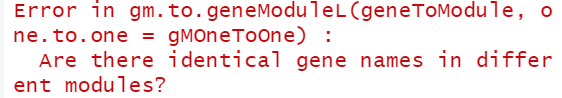 Error in gm.to.geneModuleL(geneToModule, o
ne.to.one = gMOneToOne) :
  Are there identical gene names in differ
ent modules?